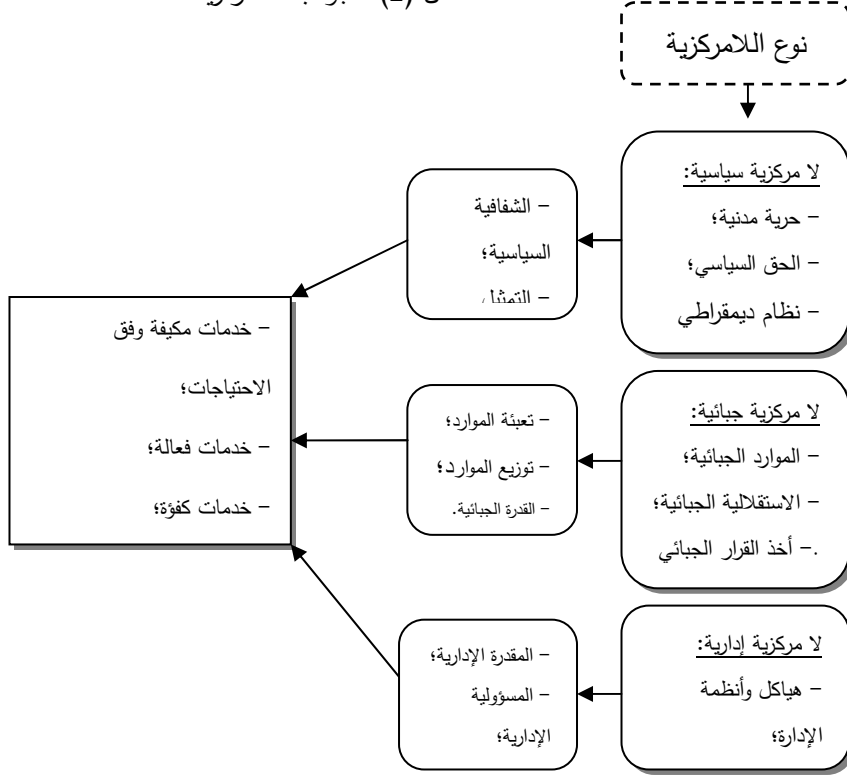 (2)
نوع اللامركزية
لا مركزية سياسية:
– حرية مدنية؛
– الحق السياسي؛
– نظام ديمقراطي
– الشفافية
السياسية؛
– التمثيل
– خدمات مكيفة وفق
الاحتياجات؛
– خدمات فعالة؛
– خدمات كفؤة؛
لا مركزية جبائية:
– الموارد الجبائية؛
– الاستقلالية الجبائية؛
.– أخذ القرار الجبائي
– تعبئة الموارد؛
– توزيع الموارد؛
– القدرة الجبائية.
لا مركزية إدارية:
– هياكل وأنظمة
الإدارة؛
– المقدرة الإدارية؛
– المسؤولية
الإدارية؛